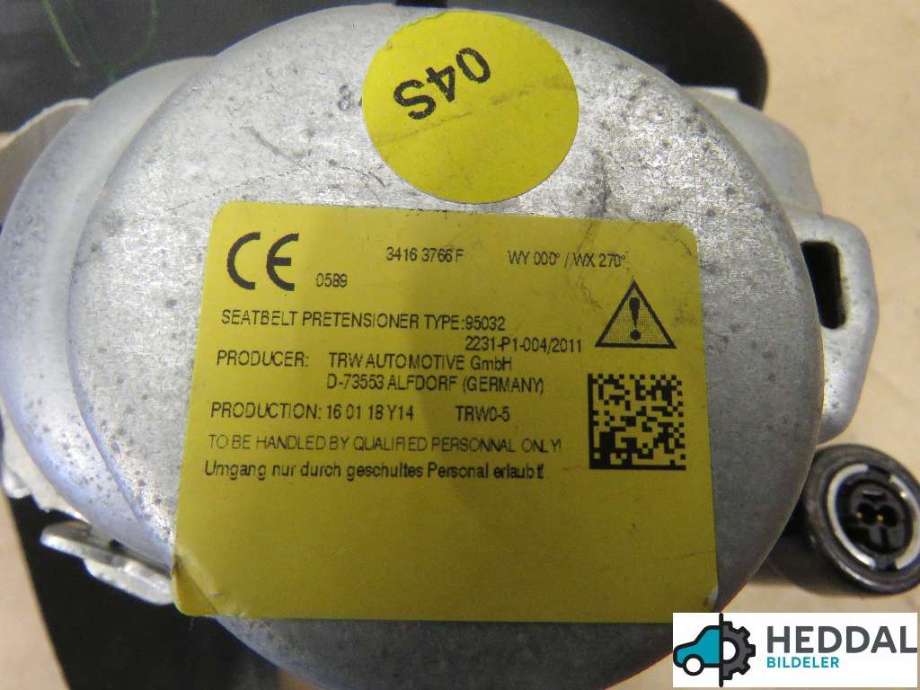 04S
CE 0589 3416 3766 F WY 000° / WX 270°
SEATBELT PRETENSIONER TYPE:95032
2231-P1-004/2011
PRODUCER: TRW AUTOMOTIVE GmbH
D-73553 ALFDORF (GERMANY)
PRODUCTION: 16 01 18 Y14 TRW0-5
TO BE HANDLED BY QUALIFIED PERSONNAL ONLY!
Umgang nur durch geschultes Personal erlaubt!
HEDDAL
BILDELER